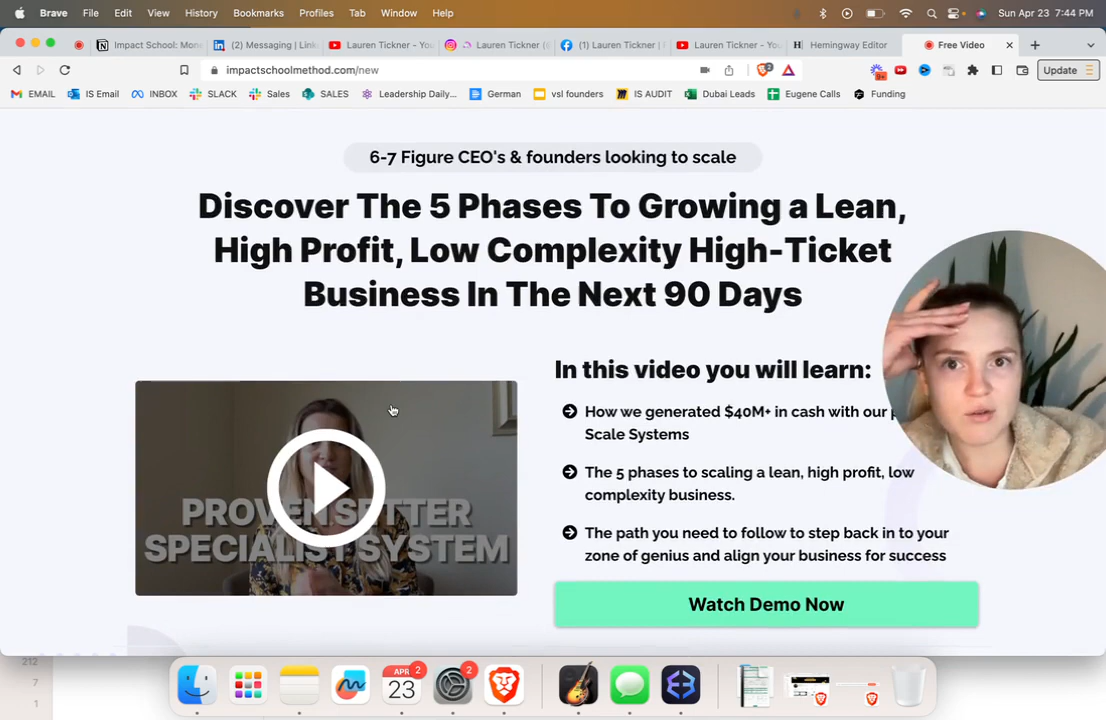 Brave File Edit View History Bookmarks Profiles Tab Window Help Sun Apr 23 7:44 PM
Impact School: Mon (2) Messaging | Link Lauren Tickner - You Lauren Tickner (@ (1) Lauren Tickner | Lauren Tickner - You Hemingway Editor Free Video
impactschoolmethod.com/new 2 9+ Update
EMAIL IS Email INBOX SLACK Sales SALES Leadership Daily... German vsl founders IS AUDIT Dubai Leads Eugene Calls Funding
6-7 Figure CEO's & founders looking to scale
Discover The 5 Phases To Growing a Lean,
High Profit, Low Complexity High-Ticket
Business In The Next 90 Days
In this video you will learn:
How we generated $40M+ in cash with our
Scale Systems
The 5 phases to scaling a lean, high profit, low
complexity business.
The path you need to follow to step back in to your
zone of genius and align your business for success
PROVEN SETTER
SPECIALIST SYSTEM
Watch Demo Now
212
7
1
APR 2 2
23